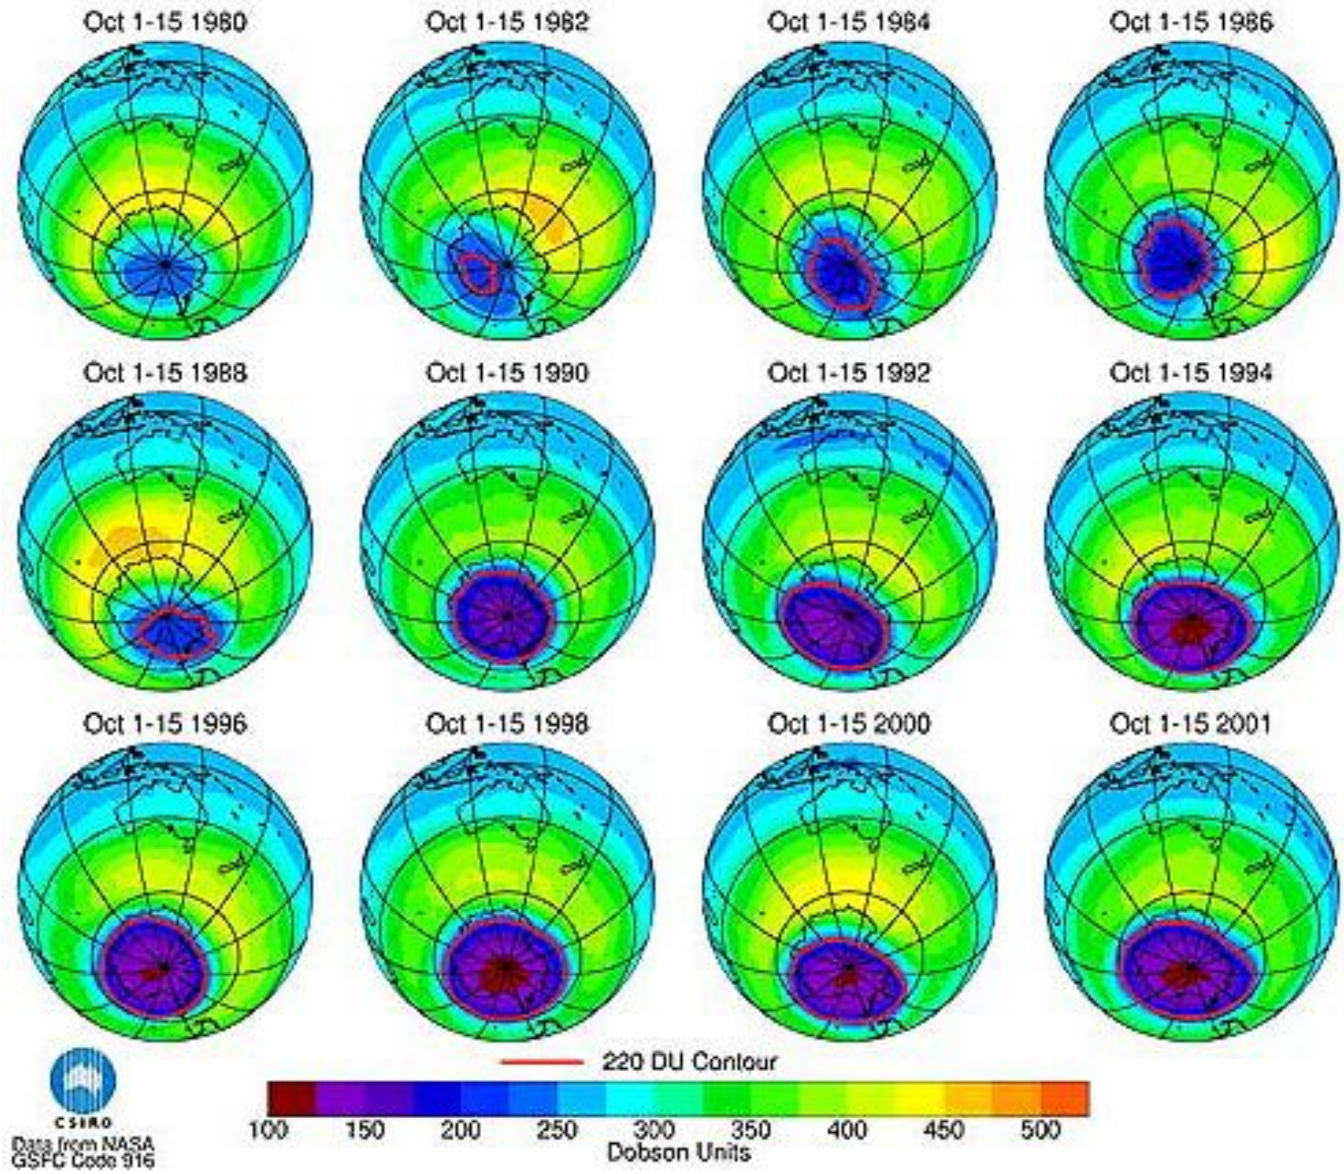 Oct 1-15 1980 Oct 1-15 1982 Oct 1-15 1984 Oct 1-15 1986
Oct 1-15 1988 Oct 1-15 1990 Oct 1-15 1992 Oct 1-15 1994
Oct 1-15 1996 Oct 1-15 1998 Oct 1-15 2000 Oct 1-15 2001
220 DU Contour
100 150 200 250 300 350 400 450 500
Dobson Units
CSIRO
Data from NASA
GSFC Code 916